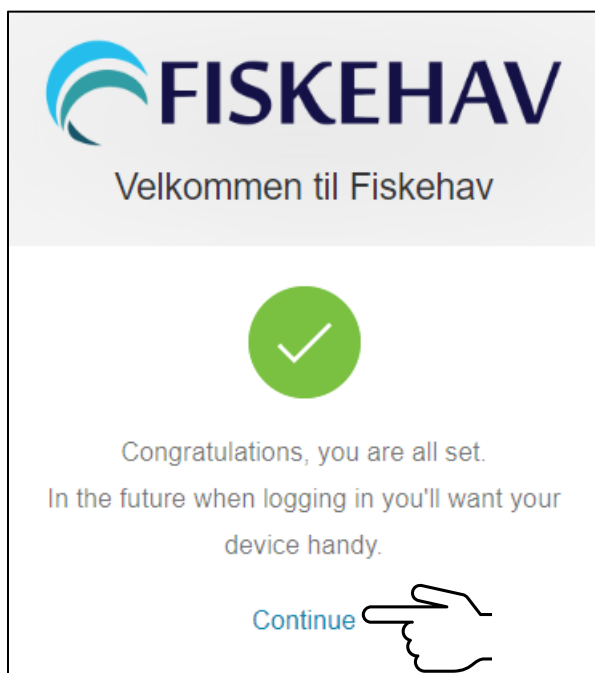 FISKEHAV
Velkommen til Fiskehav
Congratulations, you are all set.
In the future when logging in you'll want your
device handy.
Continue